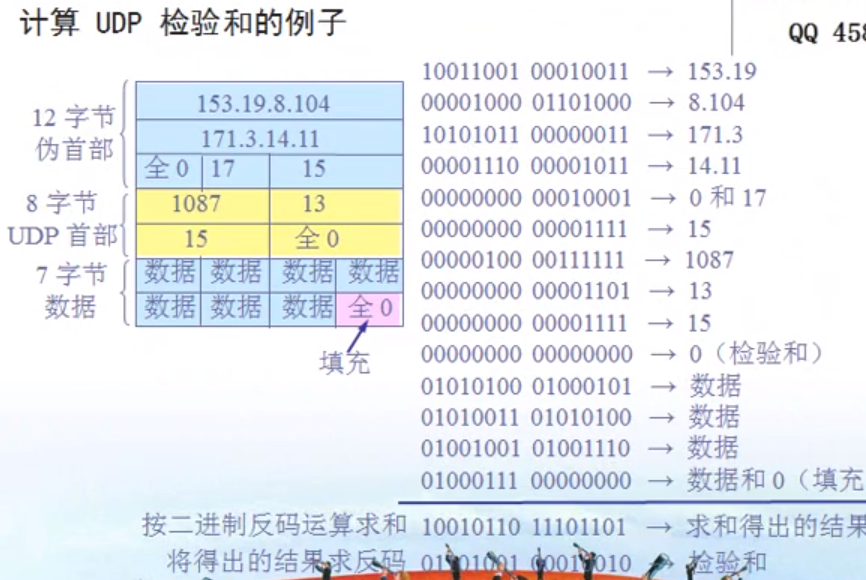 计算 UDP 检验和的例子
QQ 458
12 字节
伪首部
153.19.8.104
171.3.14.11
全 0 17 15
8 字节
UDP 首部
1087 13
15 全 0
7 字节
数据
数据 数据 数据 数据
数据 数据 数据 全 0
填充
10011001 00010011 → 153.19
00001000 01101000 → 8.104
10101011 00000011 → 171.3
00001110 00001011 → 14.11
00000000 00010001 → 0 和 17
00000000 00001111 → 15
00000100 00111111 → 1087
00000000 00001101 → 13
00000000 00001111 → 15
00000000 00000000 → 0（检验和）
01010100 01000101 → 数据
01010011 01010100 → 数据
01001001 01001110 → 数据
01000111 00000000 → 数据和 0（填充
按二进制反码运算求和 10010110 11101101 → 求和得出的结果
将得出的结果求反码 01101001 00010010 → 检验和